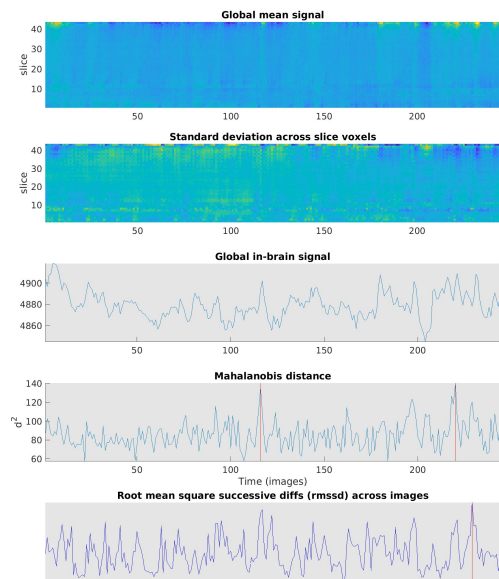 Global mean signal
40
30
20
10
slice
50 100 150 200
Standard deviation across slice voxels
40
30
20
10
slice
50 100 150 200
Global in-brain signal
4900
4880
4860
50 100 150 200
Mahalanobis distance
140
120
100
80
60
d²
50 100 150 200
Time (images)
Root mean square successive diffs (rmssd) across images